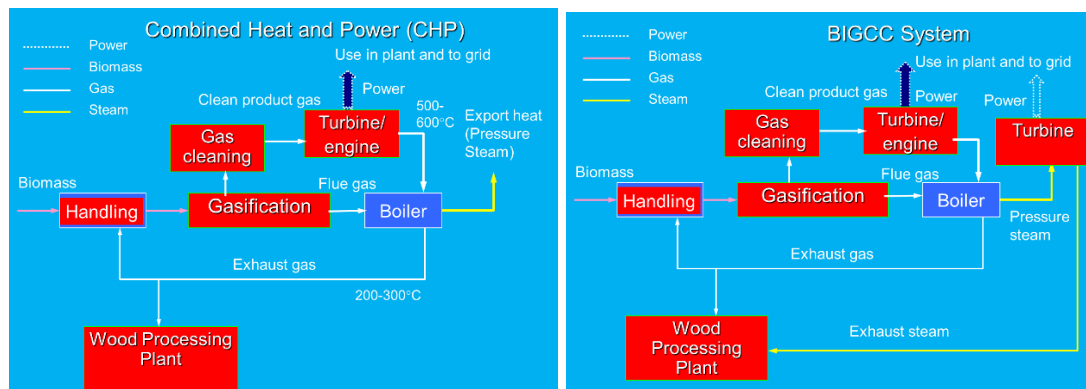 Combined Heat and Power (CHP)
Power
Biomass
Gas
Steam
Use in plant and to grid
Power
Clean product gas
500-
600°C
Export heat
(Pressure
Steam)
Gas
cleaning
Turbine/
engine
Biomass
Flue gas
Handling
Gasification
Boiler
Exhaust gas
200-300°C
Wood Processing
Plant
BIGCC System
Power
Biomass
Gas
Steam
Use in plant and to grid
Clean product gas
Power
Power
Gas
cleaning
Turbine/
engine
Turbine
Biomass
Flue gas
Handling
Gasification
Boiler
Pressure
steam
Exhaust gas
Wood
Processing
Plant
Exhaust steam